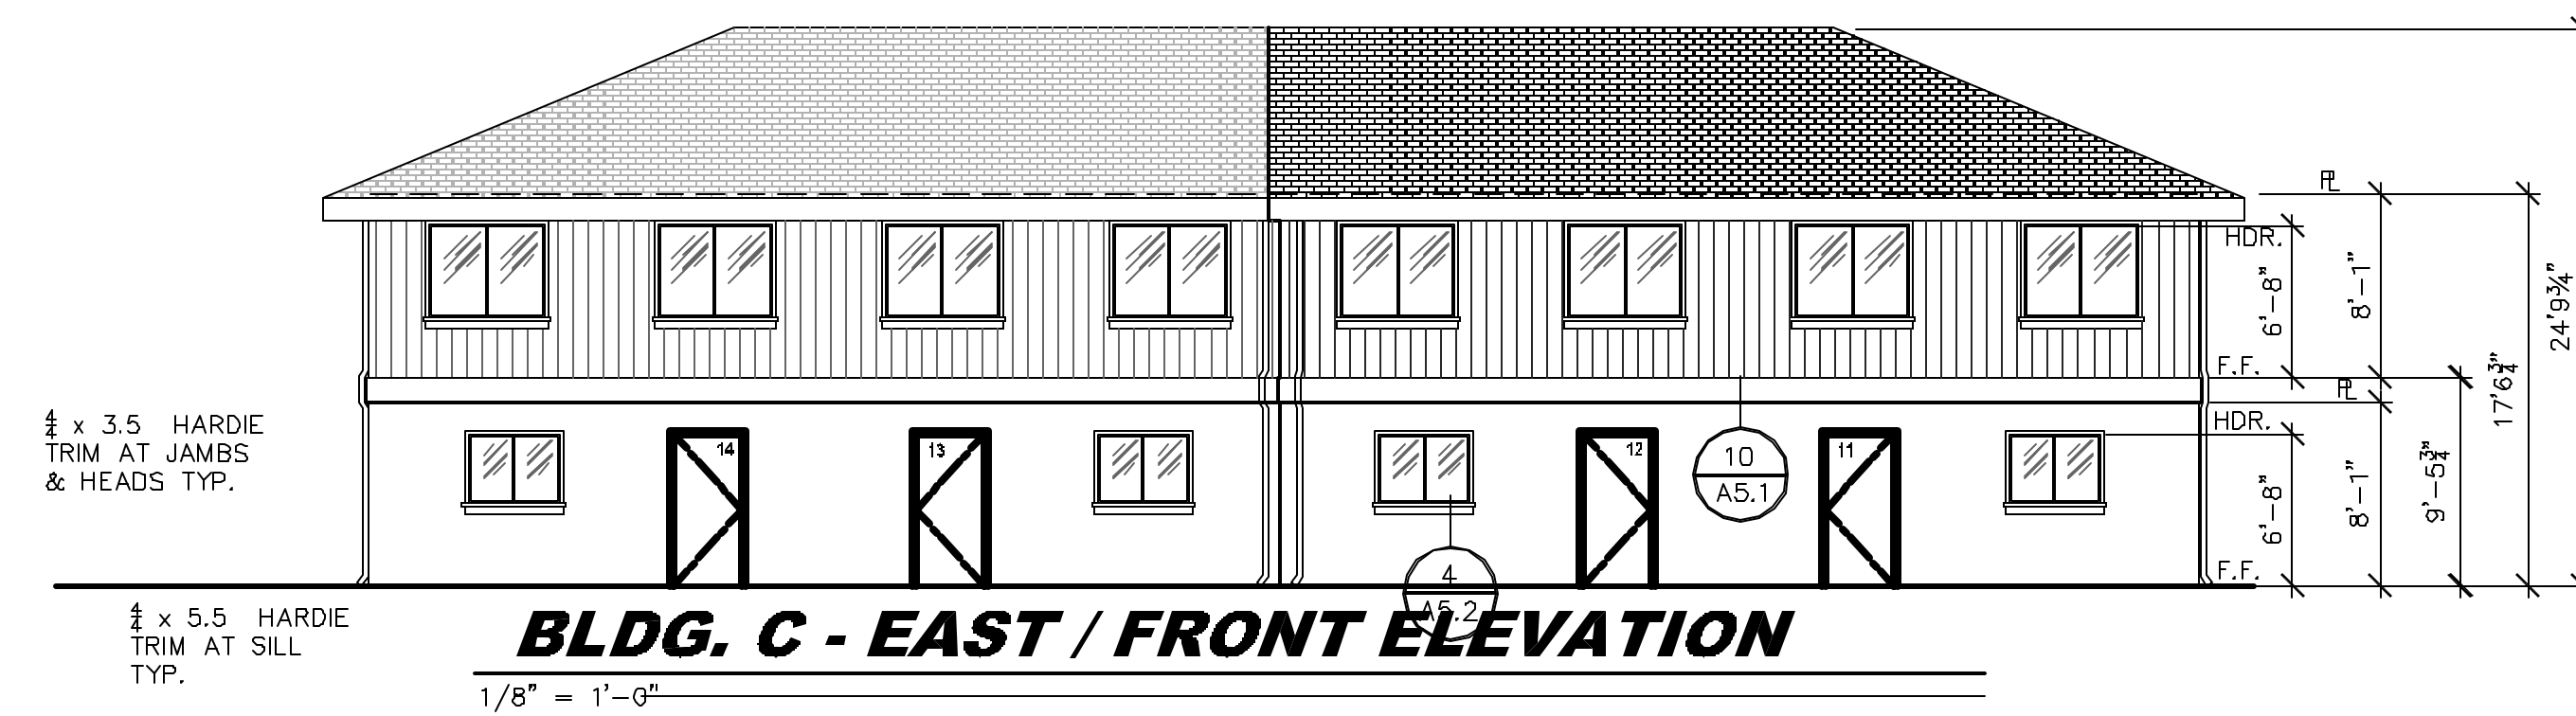 PL
HDR.
6'-8"
8'-1"
24'9¾"
F.F.
17'6¾"
PL
HDR.
4/4 x 3.5 HARDIE
TRIM AT JAMBS
& HEADS TYP.
14
13
12
11
10
A5.1
6'-8"
8'-1"
9'-5¾"
F.F.
4
A5.2
4/4 x 5.5 HARDIE
TRIM AT SILL
TYP.
BLDG. C - EAST / FRONT ELEVATION
1/8" = 1'-0"